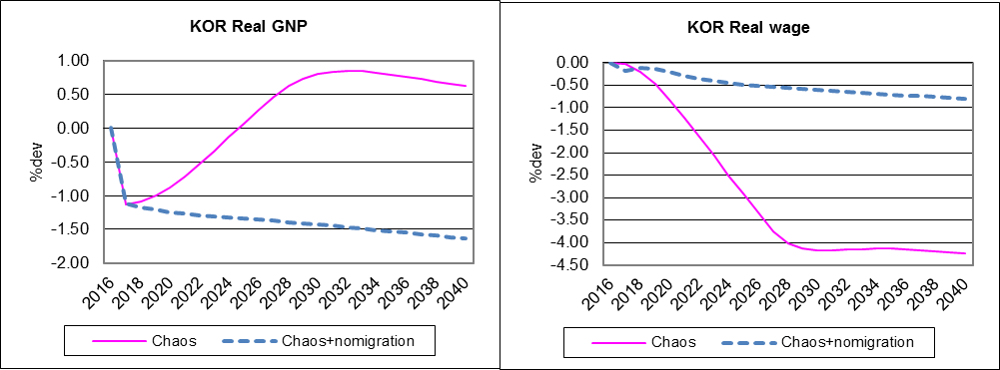 KOR Real GNP
1.00
0.50
0.00
-0.50
-1.00
-1.50
-2.00
%dev
2016 2018 2020 2022 2024 2026 2028 2030 2032 2034 2036 2038 2040
Chaos Chaos+nomigration
KOR Real wage
0.00
-0.50
-1.00
-1.50
-2.00
-2.50
-3.00
-3.50
-4.00
-4.50
%dev
2016 2018 2020 2022 2024 2026 2028 2030 2032 2034 2036 2038 2040
Chaos Chaos+nomigration